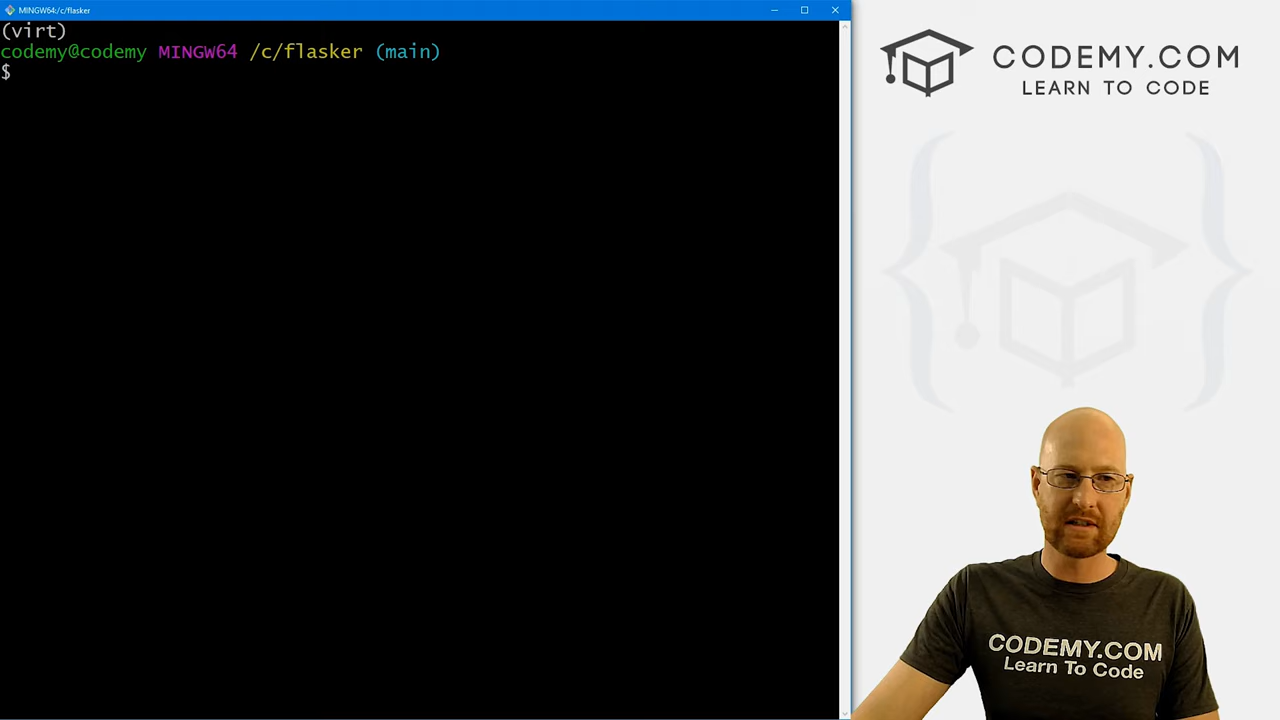 MINGW64:/c/flasker
(virt)
codemy@codemy MINGW64 /c/flasker (main)
$
CODEMY.COM
LEARN TO CODE
CODEMY.COM
Learn To Code